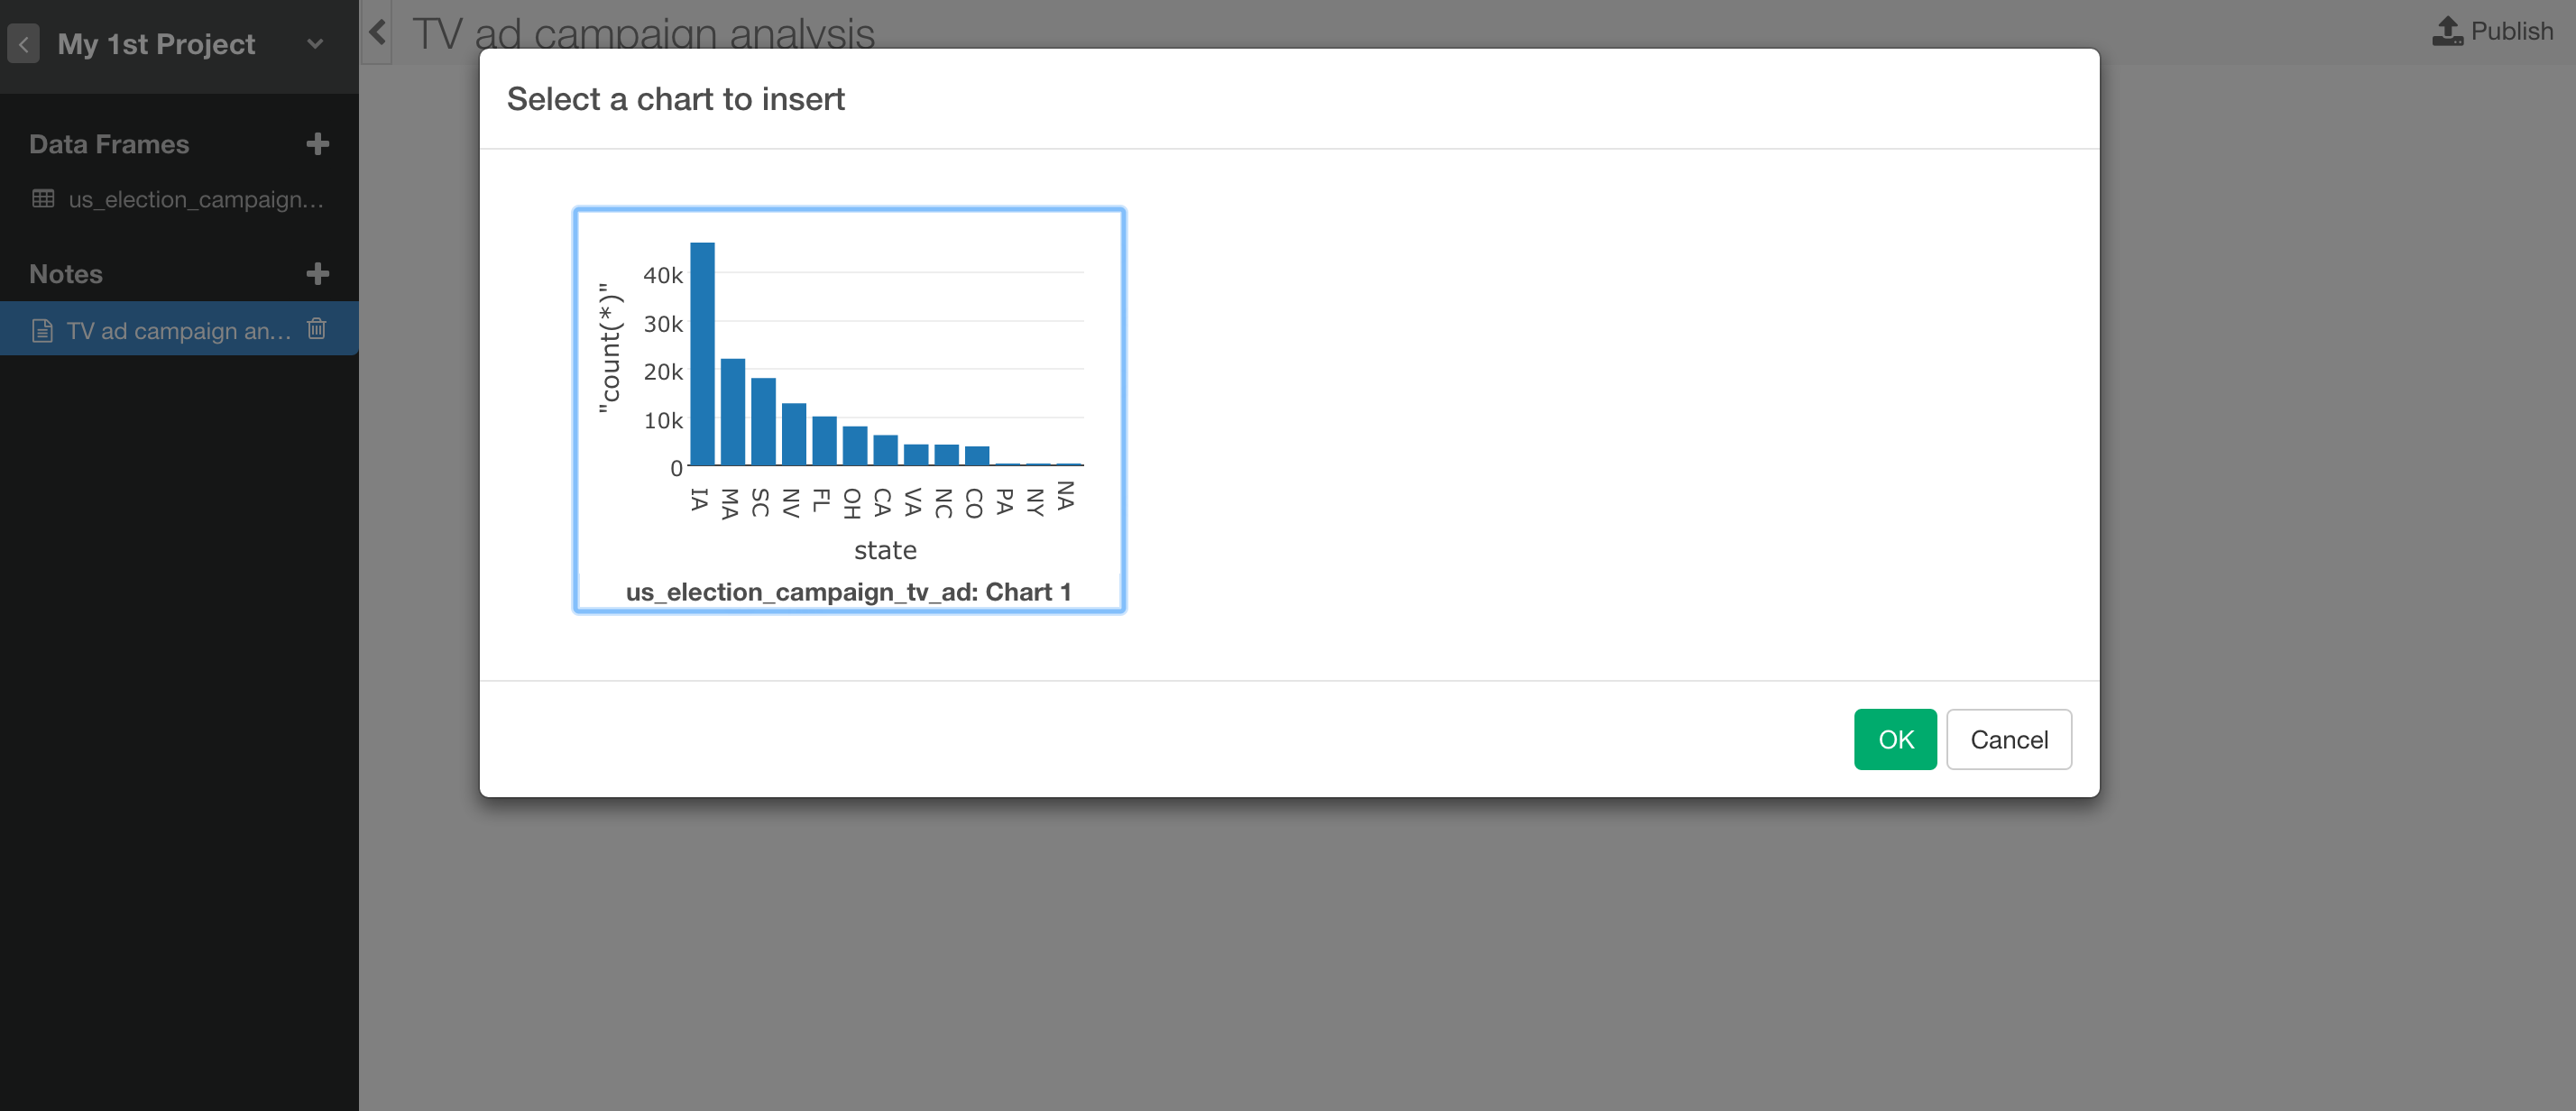 My 1st Project
TV ad campaign analysis
Publish
Data Frames
us_election_campaign...
Notes
TV ad campaign an...
Select a chart to insert
"count(*)"
40k
30k
20k
10k
0
IA MA SC NV FL OH CA VA NC CO PA NY NA
state
us_election_campaign_tv_ad: Chart 1
OK Cancel